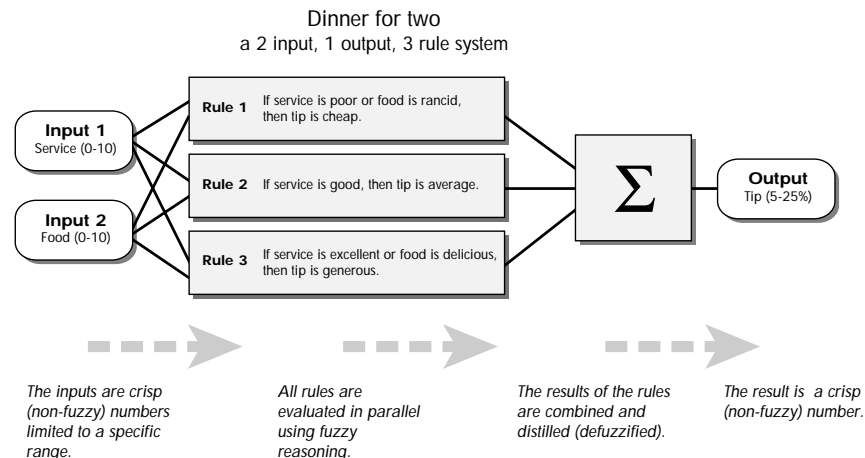 Dinner for two
a 2 input, 1 output, 3 rule system
Input 1
Service (0-10)
Input 2
Food (0-10)
Rule 1 If service is poor or food is rancid,
then tip is cheap.
Rule 2 If service is good, then tip is average.
Rule 3 If service is excellent or food is delicious,
then tip is generous.
Σ
Output
Tip (5-25%)
The inputs are crisp
(non-fuzzy) numbers
limited to a specific
range.
All rules are
evaluated in parallel
using fuzzy
reasoning.
The results of the rules
are combined and
distilled (defuzzified).
The result is a crisp
(non-fuzzy) number.